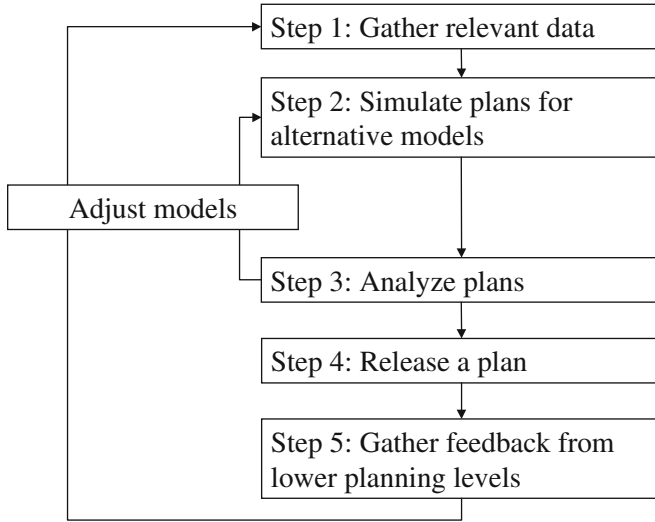 Step 1: Gather relevant data
Step 2: Simulate plans for
alternative models
Adjust models
Step 3: Analyze plans
Step 4: Release a plan
Step 5: Gather feedback from
lower planning levels